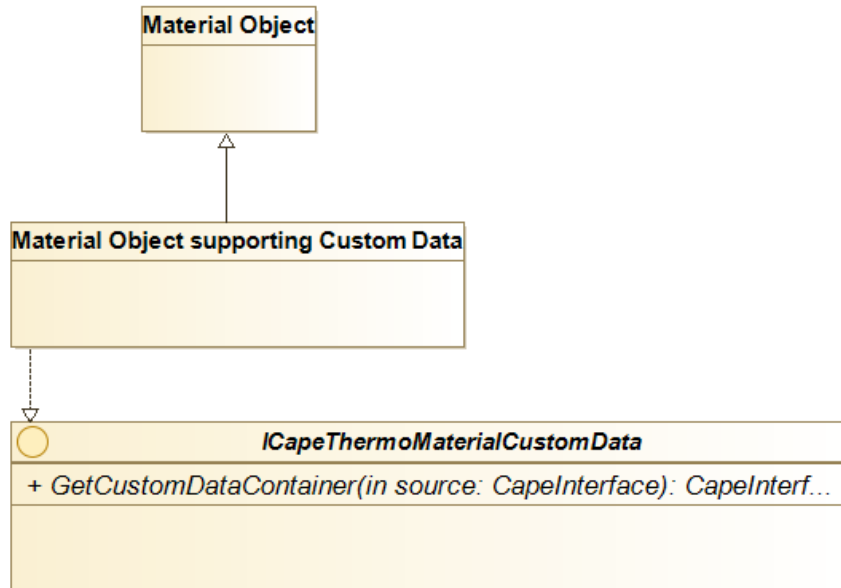 Material Object
Material Object supporting Custom Data
ICapeThermoMaterialCustomData
+ GetCustomDataContainer(in source: CapeInterface): CapeInterf...